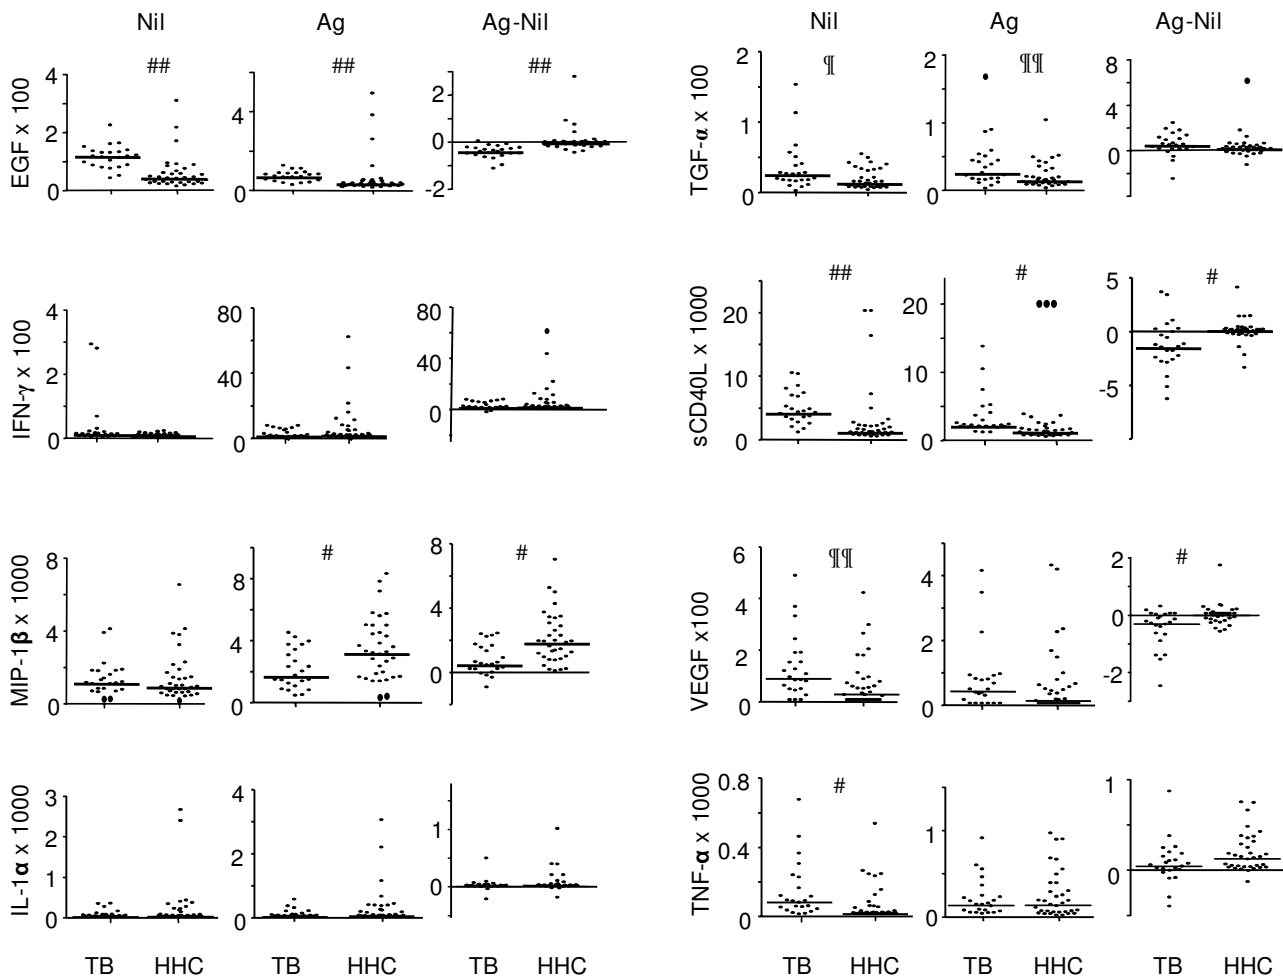 Nil Ag Ag-Nil Nil Ag Ag-Nil
EGF x 100
4 2 0
##
4 0
##
2 0 -2
##
TGF-α x 100
2 1 0
¶
2 1 0
¶¶
8 4 0
IFN-γ x 100
4 2 0
80 40 0
80 40 0
sCD40L x 1000
20 10 0
##
20 10 0
#
5 0 -5
#
MIP-1β x 1000
8 4 2 0
8 4 0
#
8 4 0
#
VEGF x100
6 4 2 0
¶¶
4 2 0
2 0 -2
#
IL-1α x 1000
3 2 1 0
4 2 0
1 0
TNF-α x 1000
0.8 0.4 0
#
1 0
1 0
TB HHC TB HHC TB HHC TB HHC TB HHC TB HHC